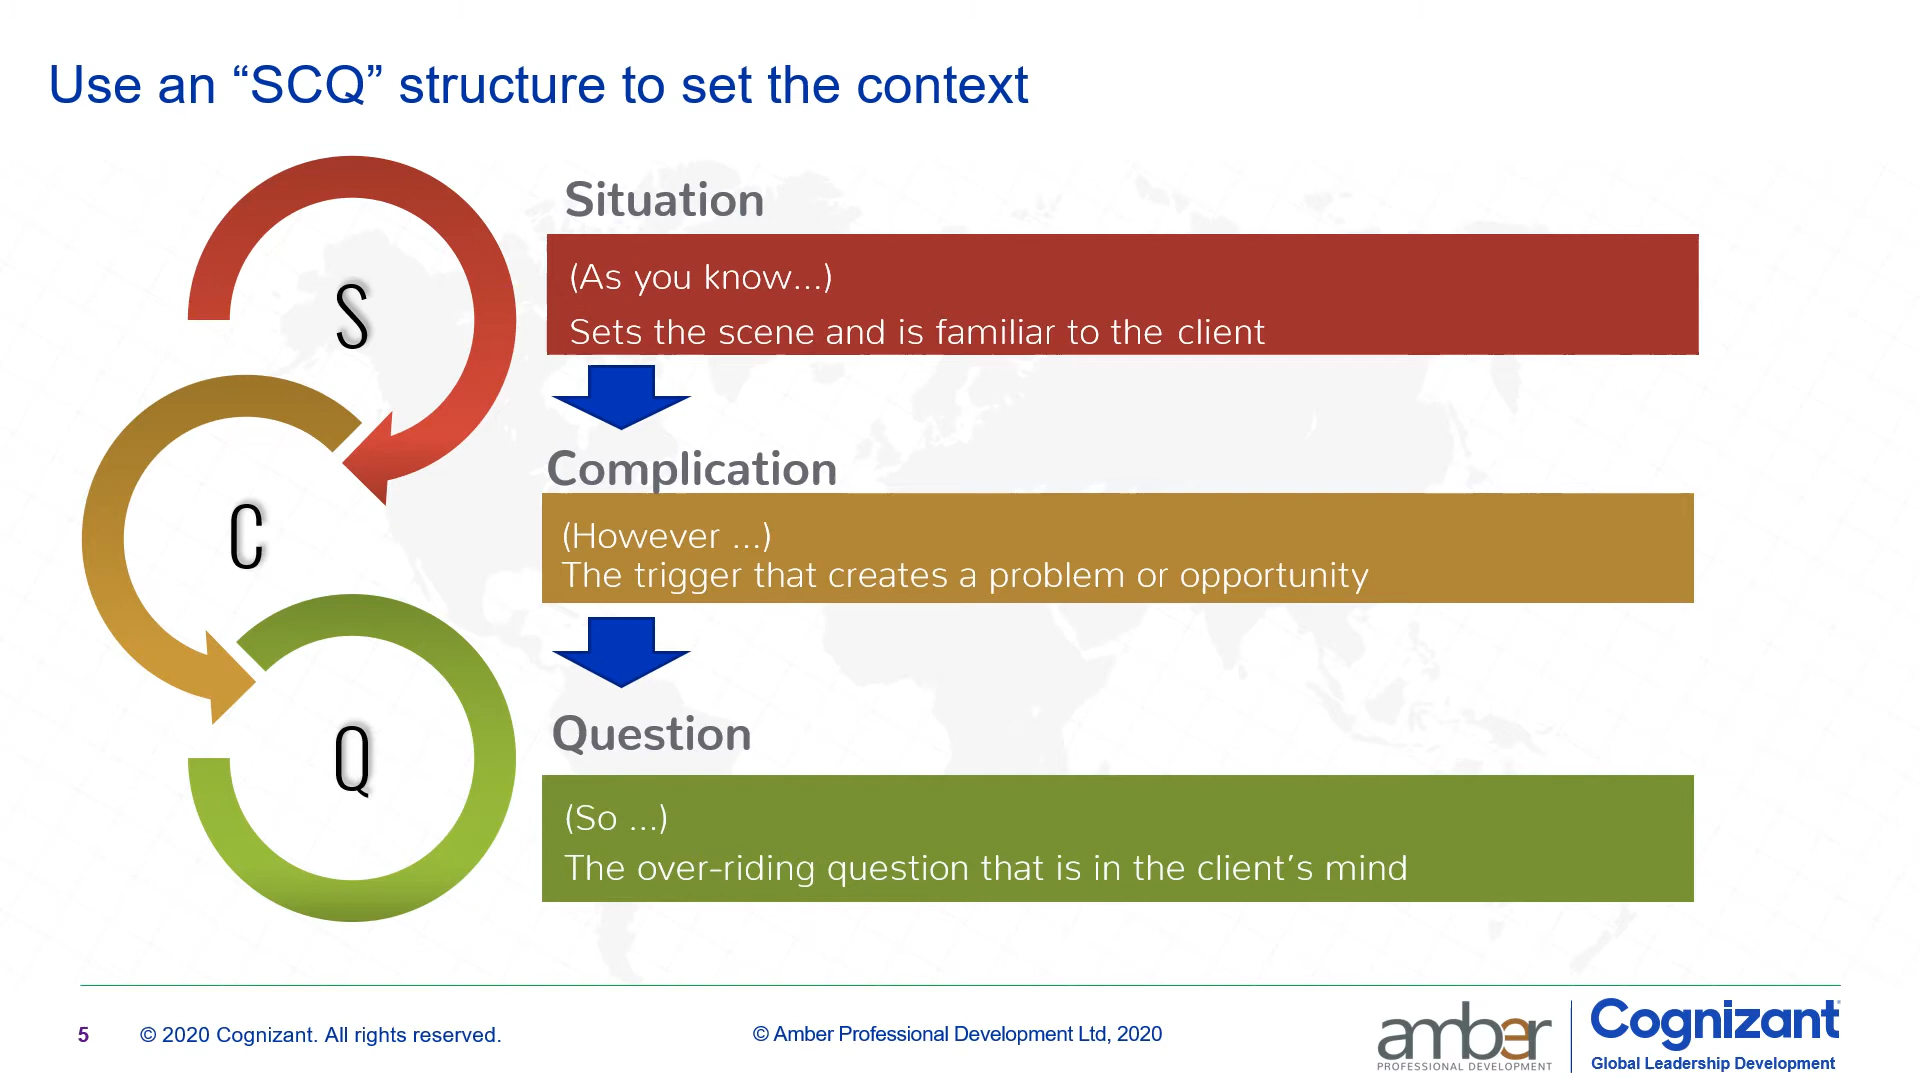 Use an “SCQ” structure to set the context
S
Situation
(As you know...)
Sets the scene and is familiar to the client
C
Complication
(However ...)
The trigger that creates a problem or opportunity
Q
Question
(So ...)
The over-riding question that is in the client’s mind
5
© 2020 Cognizant. All rights reserved.
© Amber Professional Development Ltd, 2020
amber
PROFESSIONAL DEVELOPMENT
Cognizant
Global Leadership Development